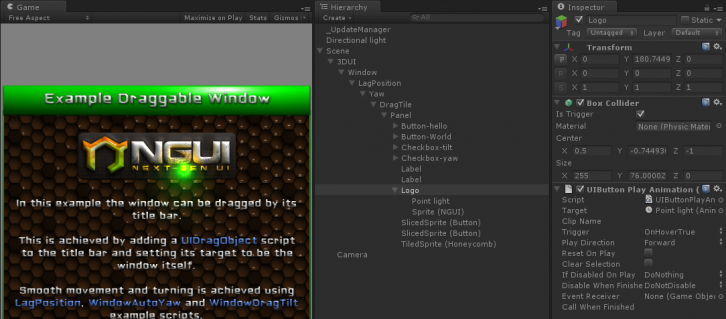 Game
Free Aspect
Maximize on Play Stats Gizmos
Example Draggable Window
NGUI
NEXT-GEN UI
In this example the window can be dragged by its
title bar.
This is achieved by adding a UIDragObject script
to the title bar and setting its target to be the
window itself.
Smooth movement and turning is achieved using
LagPosition, WindowAutoYaw and WindowDragTilt
example scripts.
Hierarchy
Create
All
_UpdateManager
Directional light
Scene
3DUI
Window
LagPosition
Yaw
DragTile
Panel
Button-hello
Button-World
Checkbox-tilt
Checkbox-yaw
Label
Label
Logo
Point light
Sprite (NGUI)
SlicedSprite (Button)
SlicedSprite (Button)
TiledSprite (Honeycomb)
Camera
Inspector
Logo Static
Tag Untagged Layer Default
Transform
P X 0 Y 180.7449 Z 0
R X 0 Y 0 Z 0
S X 1 Y 1 Z 1
Box Collider
Is Trigger
Material None (Physic Mater
Center
X 0.5 Y -0.744930 Z -1
Size
X 255 Y 76.00002 Z 0
UIButton Play Animation (
Script UIButtonPlayAn
Target Point light (Anin
Clip Name
Trigger OnHoverTrue
Play Direction Forward
Reset On Play
Clear Selection
If Disabled On Play DoNothing
Disable When Finishe DoNotDisable
Event Receiver None (Game Obje
Call When Finished